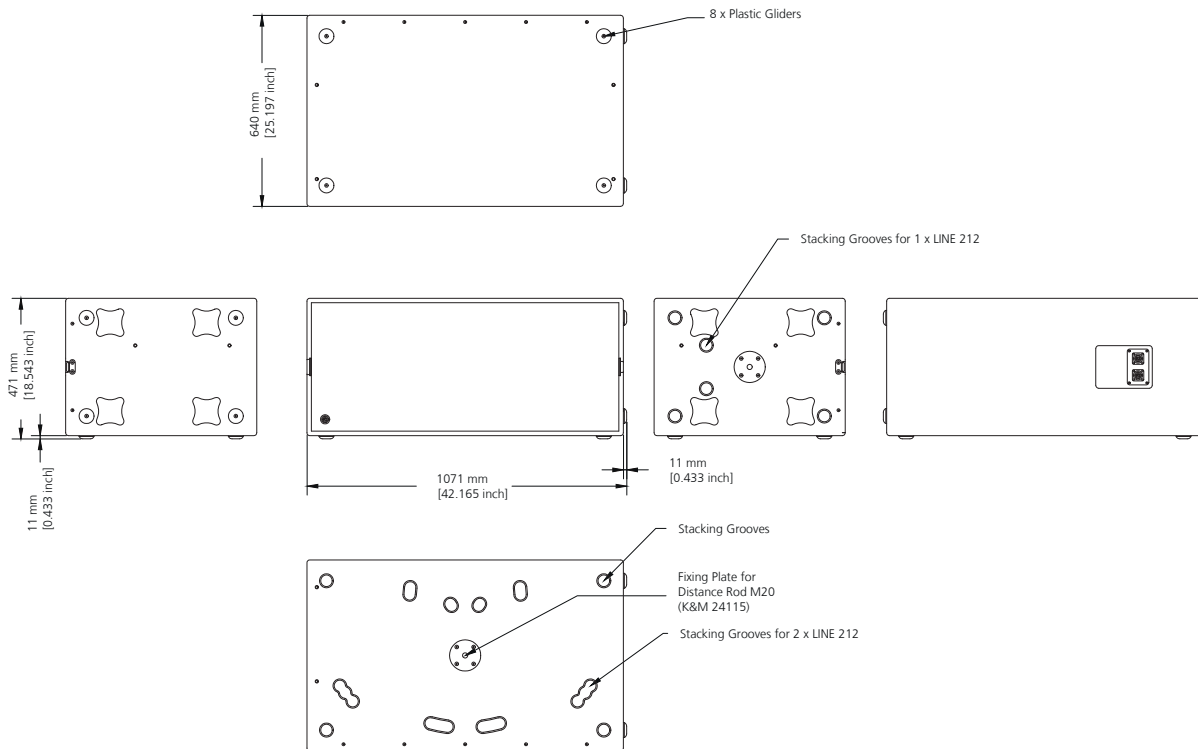 8 x Plastic Gliders
640 mm
[25.197 inch]
Stacking Grooves for 1 x LINE 212
471 mm
[18.543 inch]
11 mm
[0.433 inch]
1071 mm
[42.165 inch]
11 mm
[0.433 inch]
Stacking Grooves
Fixing Plate for
Distance Rod M20
(K&M 24115)
Stacking Grooves for 2 x LINE 212